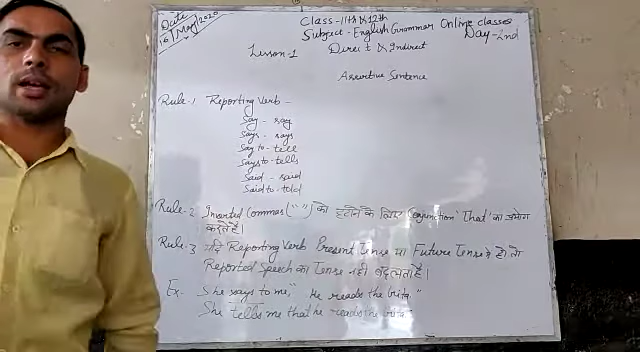 Date
16/May/2020
Class - 11th & 12th
Subject - English Grammar Online classes
Day - 2nd
Lesson - 1 Direct & Indirect
Assertive Sentence
Rule - 1 Reporting Verb -
Say - say
Says - says
Say to - tell
Says to - tells
Said - said
Said to - told
Rule - 2 Inverted Commas (" ") को हटाने के लिए Conjunction 'That' का प्रयोग
करते है।
Rule - 3 यदि Reporting Verb Present Tense या Future Tense में हो तो
Reported Speech का Tense नहीं बदलता है।
Ex - She says to me, " He reads the Gita. "
She tells me that he reads the Gita.